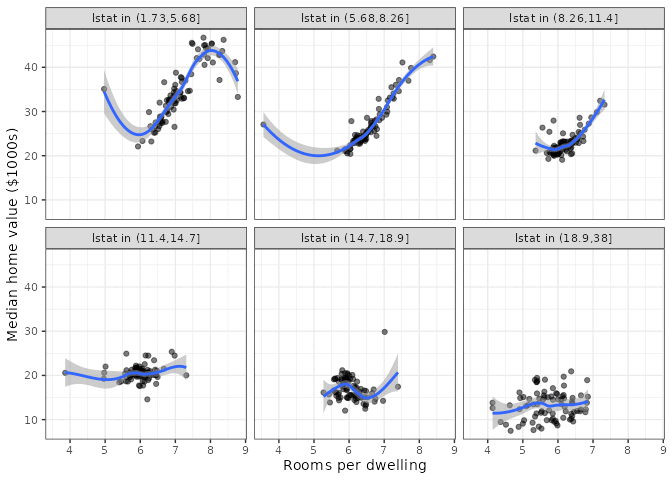 lstat in (1.73,5.68]
lstat in (5.68,8.26]
lstat in (8.26,11.4]
40
30
20
10
lstat in (11.4,14.7]
lstat in (14.7,18.9]
lstat in (18.9,38]
40
30
20
10
Median home value ($1000s)
4 5 6 7 8 9
4 5 6 7 8 9
4 5 6 7 8 9
Rooms per dwelling